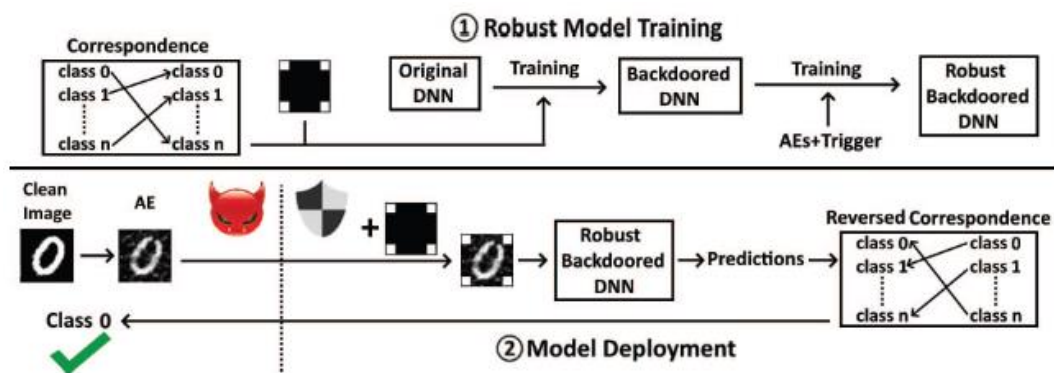 ① Robust Model Training
Correspondence
class 0 class 0
class 1 class 1
class n class n
Original
DNN
Training
Backdoored
DNN
Training
AEs+Trigger
Robust
Backdoored
DNN
Clean
Image
AE
+
Robust
Backdoored
DNN
Predictions
Reversed Correspondence
class 0 class 0
class 1 class 1
class n class n
Class 0
② Model Deployment